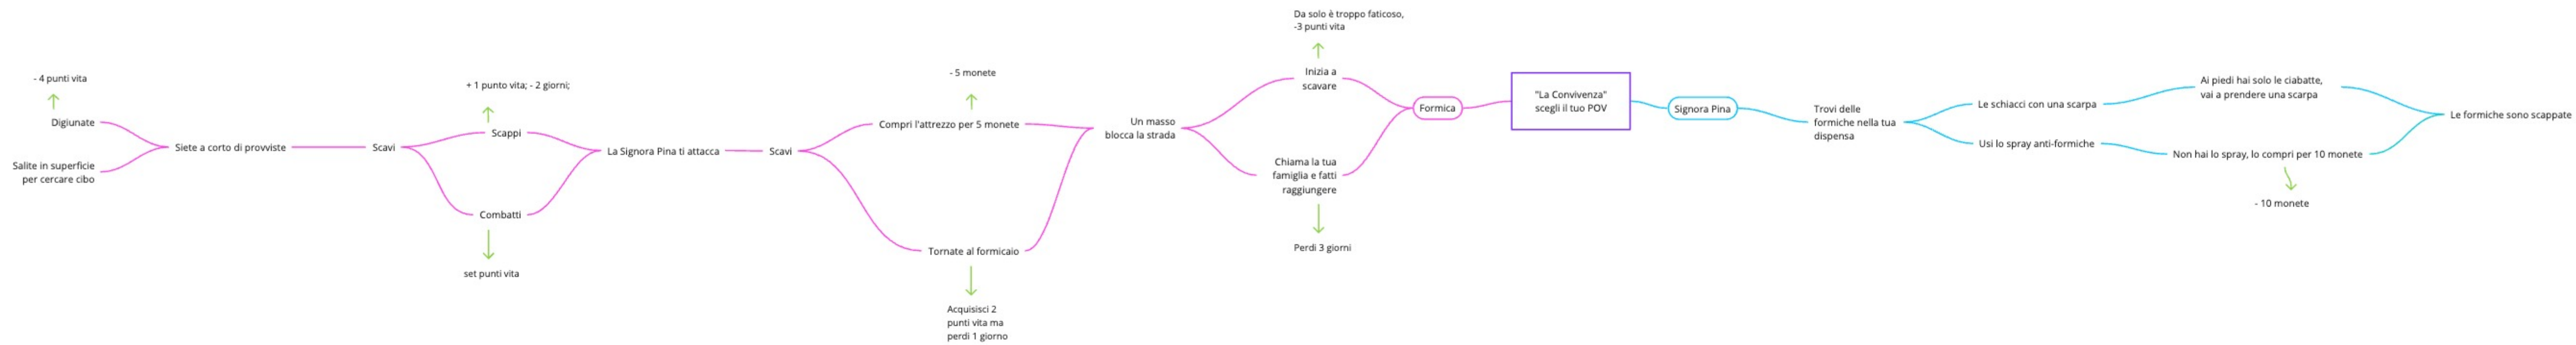 - 4 punti vita
Digiunate
Salite in superficie
per cercare cibo
Siete a corto di provviste
Scavi
+ 1 punto vita; - 2 giorni;
Scappi
Combatti
set punti vita
La Signora Pina ti attacca
Scavi
- 5 monete
Compri l'attrezzo per 5 monete
Tornate al formicaio
Acquisisci 2
punti vita ma
perdi 1 giorno
Un masso
blocca la strada
Da solo è troppo faticoso,
-3 punti vita
Inizia a
scavare
Chiama la tua
famiglia e fatti
raggiungere
Perdi 3 giorni
Formica
"La Convivenza"
scegli il tuo POV
Signora Pina
Trovi delle
formiche nella tua
dispensa
Le schiacci con una scarpa
Usi lo spray anti-formiche
Ai piedi hai solo le ciabatte,
vai a prendere una scarpa
Non hai lo spray, lo compri per 10 monete
- 10 monete
Le formiche sono scappate